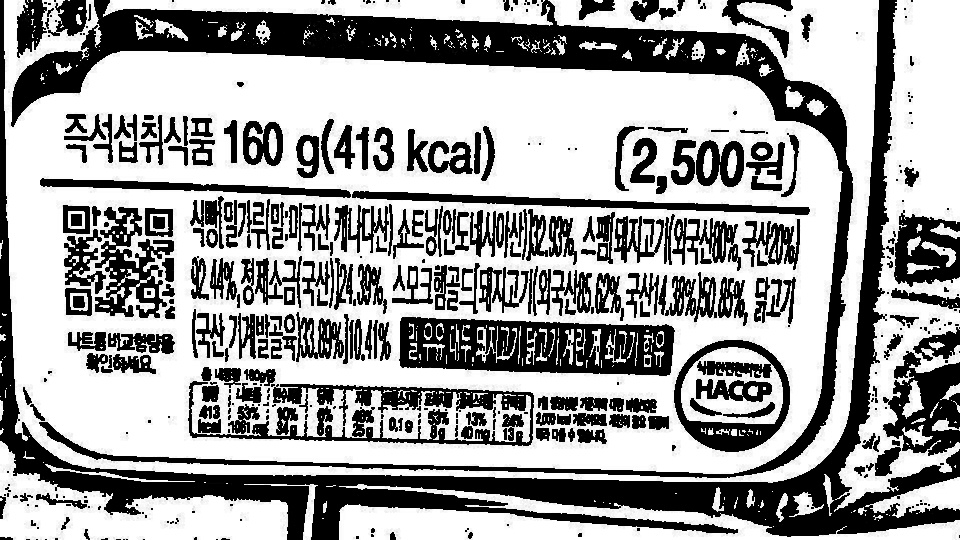 즉석섭취식품 160 g(413 kcal) (2,500원)
식빵[밀가루(밀:미국산,캐나다산),쇼트닝(인도네시아산)]32.93%, 스팸[돼지고기(외국산80%,국산20%)
92.44%, 정제소금(국산)]24.39%, 스모크햄골드[돼지고기(외국산85.62%,국산14.38%)50.85%, 닭고기
(국산,기계발골육)33.89%]10.41% 밀,우유,대두,돼지고기,닭고기,계란,게,쇠고기 함유
나트륨 비교함량을
확인하세요.
총 내용량 160g당
열량 나트륨 탄수화물 당류 지방 트랜스지방 포화지방 콜레스테롤 단백질
413 kcal 53% 1061 mg 10% 34 g 6% 6 g 46% 25 g 0.1 g 53% 8 g 13% 40 mg 24% 13 g
식품안전관리인증
HACCP